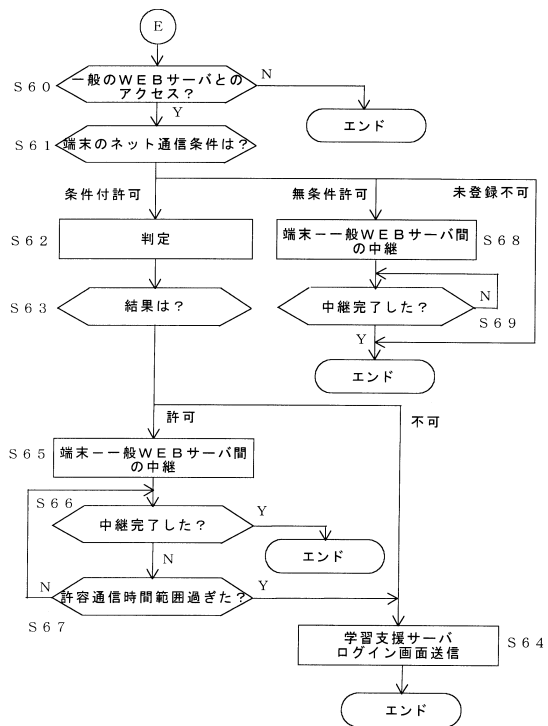 E
S60
一般のWEBサーバとの
アクセス?
N
Y
エンド
S61
端末のネット通信条件は?
条件付許可
無条件許可
未登録不可
S62
判定
端末ー一般WEBサーバ間
の中継
S68
S63
結果は?
中継完了した?
N
S69
Y
エンド
許可
不可
S65
端末ー一般WEBサーバ間
の中継
S66
中継完了した?
Y
N
エンド
N
許容通信時間範囲過ぎた?
Y
S67
学習支援サーバ
ログイン画面送信
S64
エンド